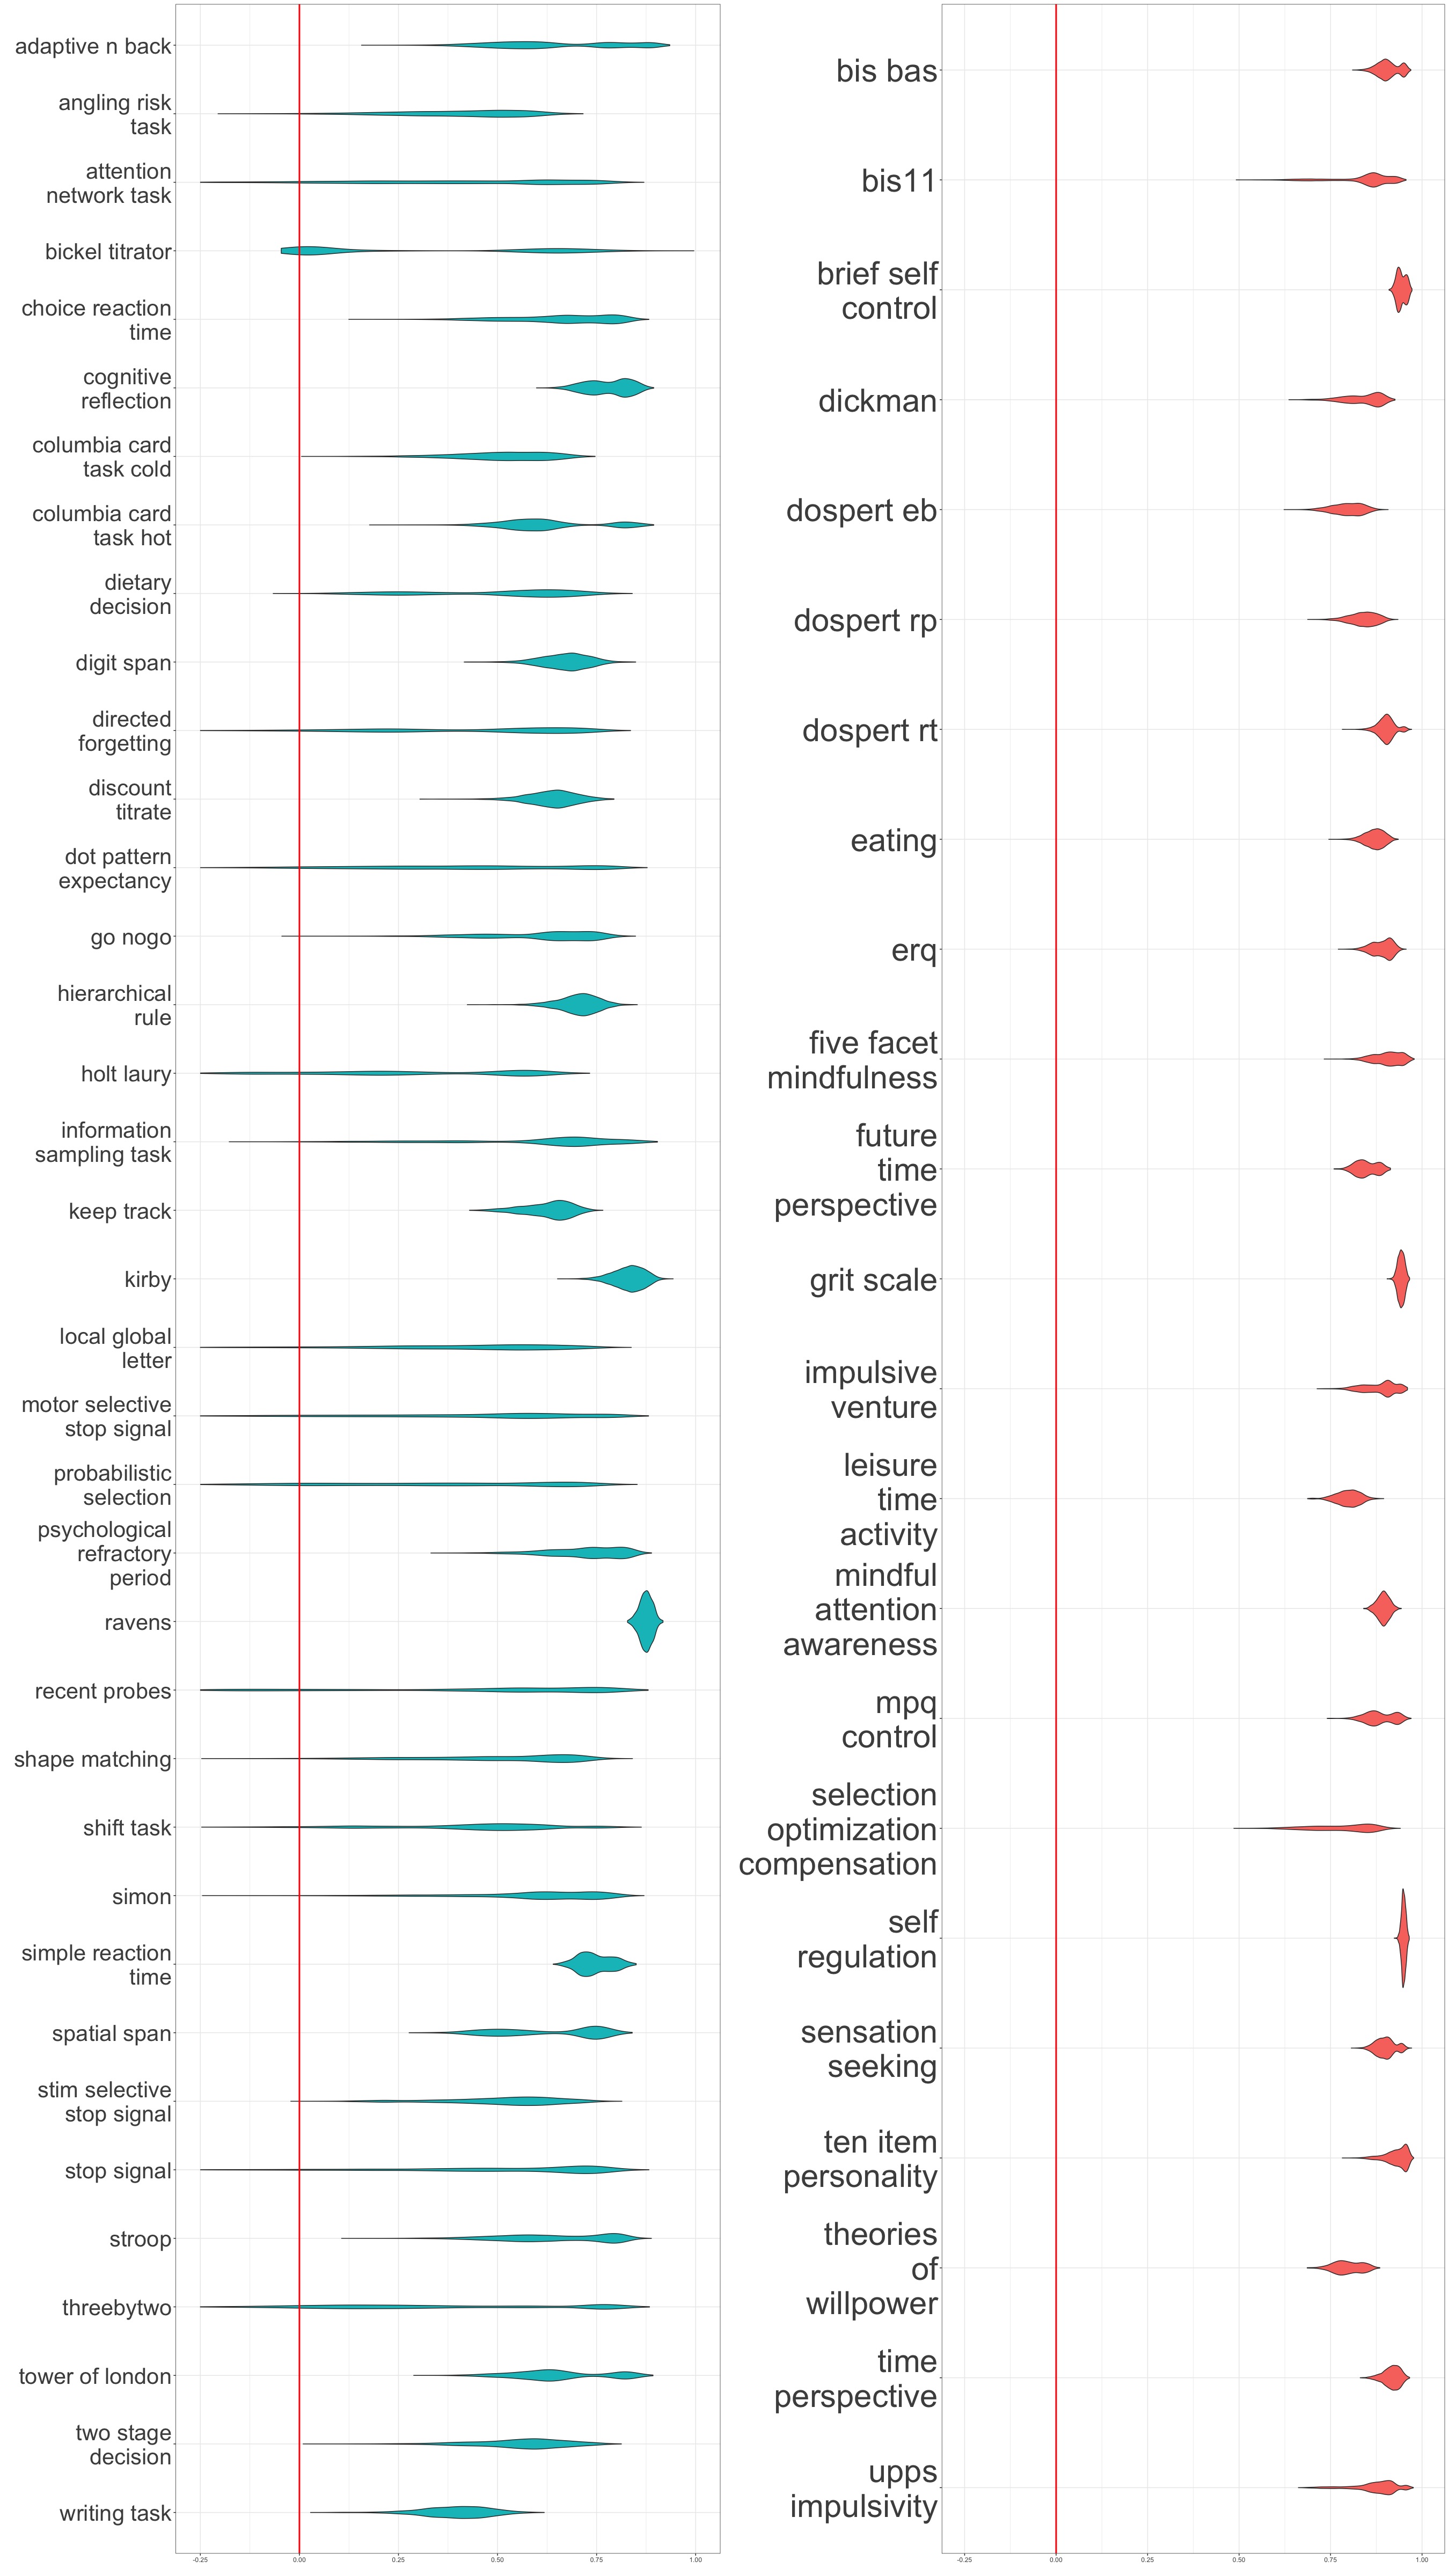 adaptive n back
angling risk
task
attention
network task
bickel titrator
choice reaction
time
cognitive
reflection
columbia card
task cold
columbia card
task hot
dietary
decision
digit span
directed
forgetting
discount
titrate
dot pattern
expectancy
go nogo
hierarchical
rule
holt laury
information
sampling task
keep track
kirby
local global
letter
motor selective
stop signal
probabilistic
selection
psychological
refractory
period
ravens
recent probes
shape matching
shift task
simon
simple reaction
time
spatial span
stim selective
stop signal
stop signal
stroop
threebytwo
tower of london
two stage
decision
writing task
-0.25 0.00 0.25 0.50 0.75 1.00
bis bas
bis11
brief self
control
dickman
dospert eb
dospert rp
dospert rt
eating
erq
five facet
mindfulness
future
time
perspective
grit scale
impulsive
venture
leisure
time
activity
mindful
attention
awareness
mpq
control
selection
optimization
compensation
self
regulation
sensation
seeking
ten item
personality
theories
of
willpower
time
perspective
upps
impulsivity
-0.25 0.00 0.25 0.50 0.75 1.00